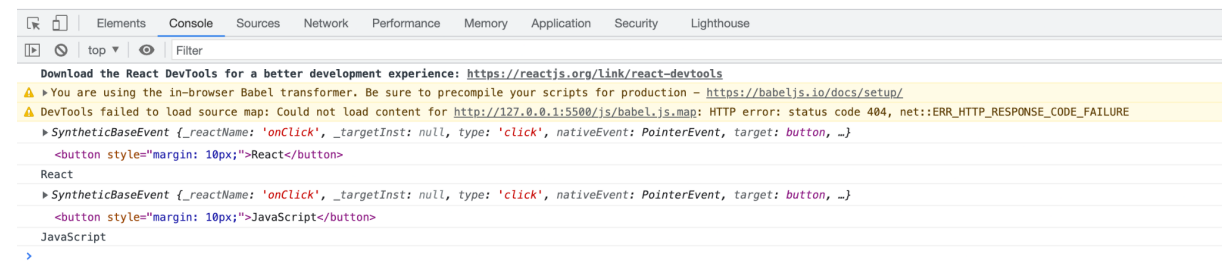 Elements Console Sources Network Performance Memory Application Security Lighthouse
top ▼ Filter
Download the React DevTools for a better development experience: https://reactjs.org/link/react-devtools
▶You are using the in-browser Babel transformer. Be sure to precompile your scripts for production – https://babeljs.io/docs/setup/
DevTools failed to load source map: Could not load content for http://127.0.0.1:5500/js/babel.js.map: HTTP error: status code 404, net::ERR_HTTP_RESPONSE_CODE_FAILURE
▶SyntheticBaseEvent {_reactName: 'onClick', _targetInst: null, type: 'click', nativeEvent: PointerEvent, target: button, …}
<button style="margin: 10px;">React</button>
React
▶SyntheticBaseEvent {_reactName: 'onClick', _targetInst: null, type: 'click', nativeEvent: PointerEvent, target: button, …}
<button style="margin: 10px;">JavaScript</button>
JavaScript
>